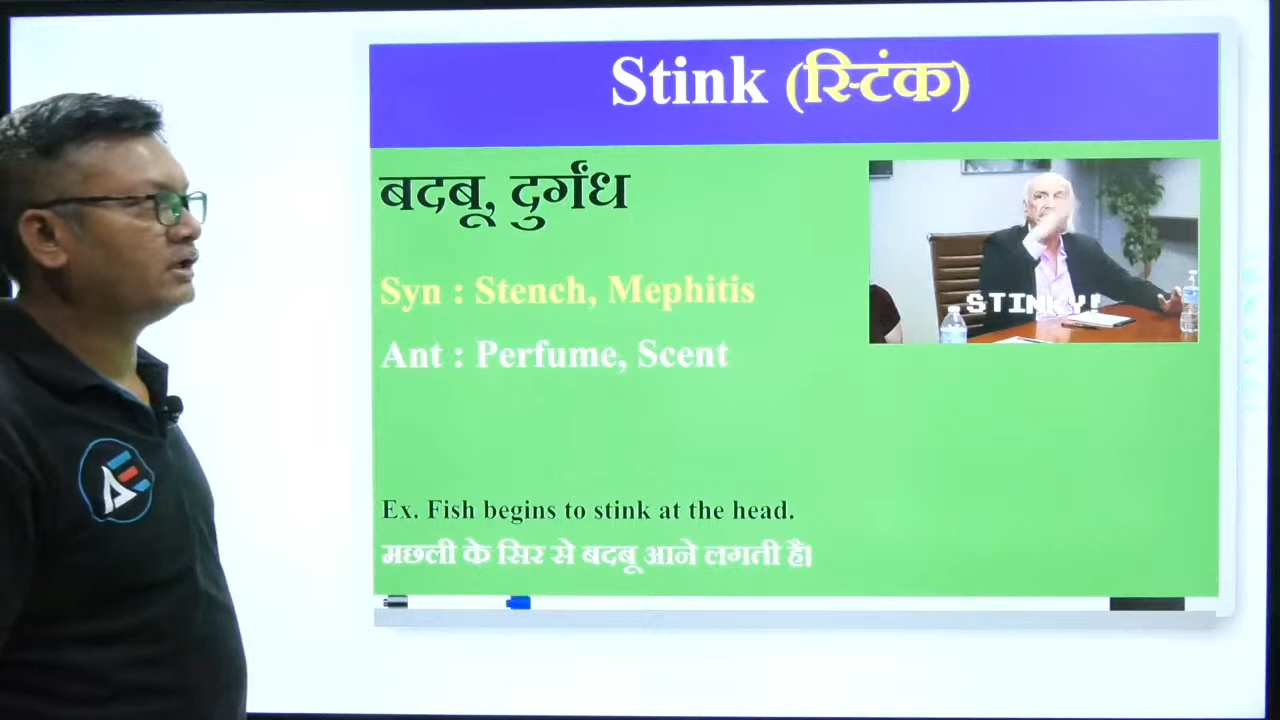 Stink (स्टिंक)
बदबू, दुर्गंध
Syn : Stench, Mephitis
Ant : Perfume, Scent
STINKY!
Ex. Fish begins to stink at the head.
मछली के सिर से बदबू आने लगती है।